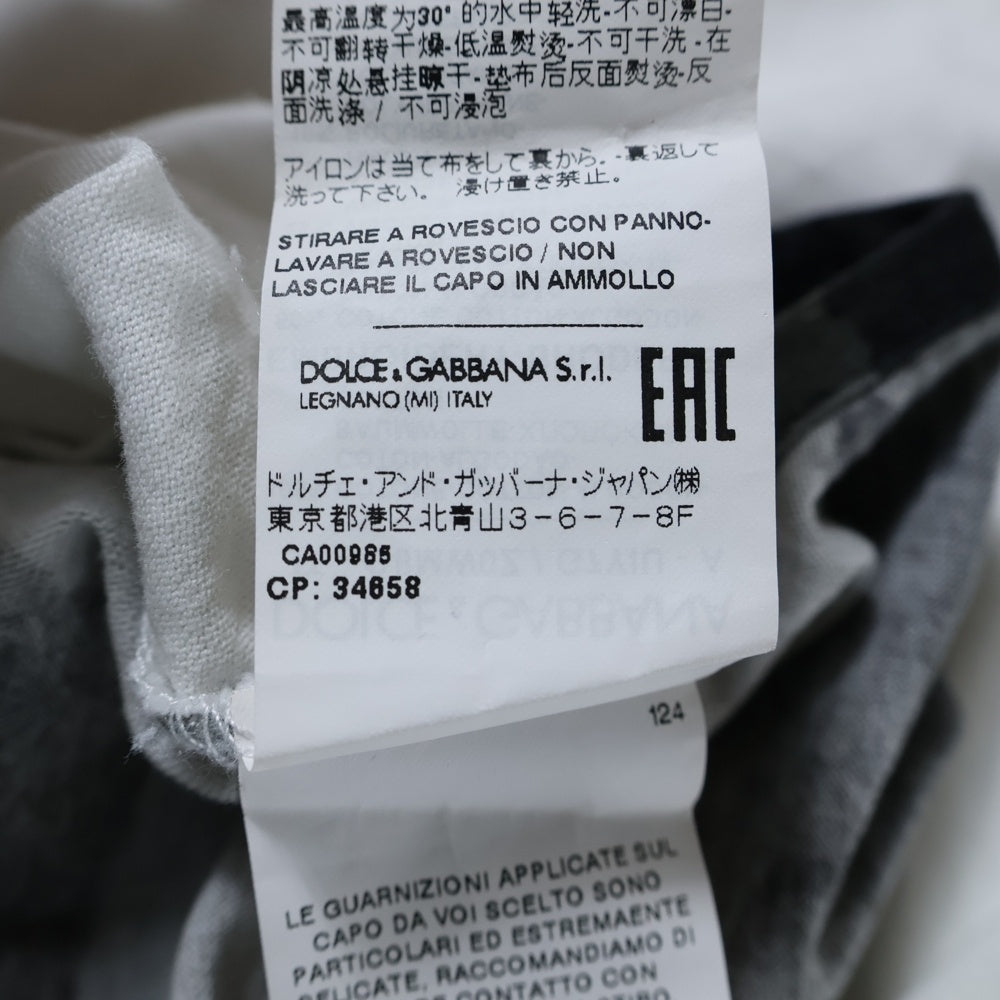 最高温度为30°的水中轻洗-不可漂白-
不可翻转干燥-低温熨烫-不可干洗-在
阴凉处悬挂晾干-垫布后反面熨烫-反
面洗涤 / 不可浸泡
アイロンは当て布をして裏から。-裏返して
洗って下さい。 浸け置き禁止。
STIRARE A ROVESCIO CON PANNO-
LAVARE A ROVESCIO / NON
LASCIARE IL CAPO IN AMMOLLO
DOLCE & GABBANA S.r.l.
LEGNANO (MI) ITALY
EAC
ドルチェ・アンド・ガッバーナ・ジャパン㈱
東京都港区北青山3-6-7-8F
CA00985
CP: 34658
DOLCE & GABBANA
124
LE GUARNIZIONI APPLICATE SUL
CAPO DA VOI SCELTO SONO
PARTICOLARI ED ESTREMAENTE
DELICATE, RACCOMANDIAMO DI
CONTATTO CON